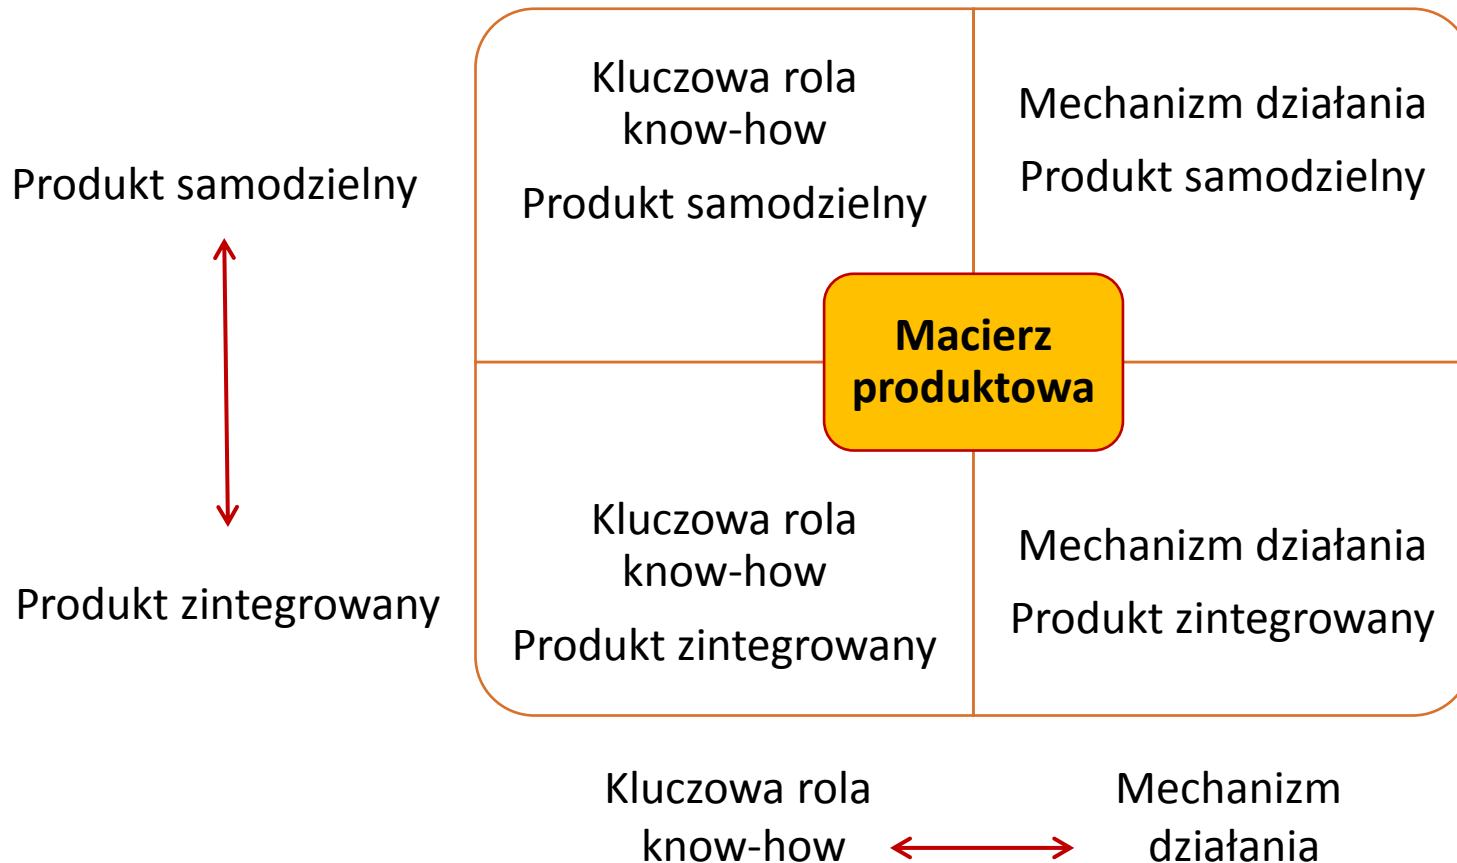 Kluczowa rola
know-how
Produkt samodzielny
Mechanizm działania
Produkt samodzielny
Produkt samodzielny
Macierz
produktowa
Kluczowa rola
know-how
Produkt zintegrowany
Mechanizm działania
Produkt zintegrowany
Produkt zintegrowany
Kluczowa rola
know-how
Mechanizm
działania